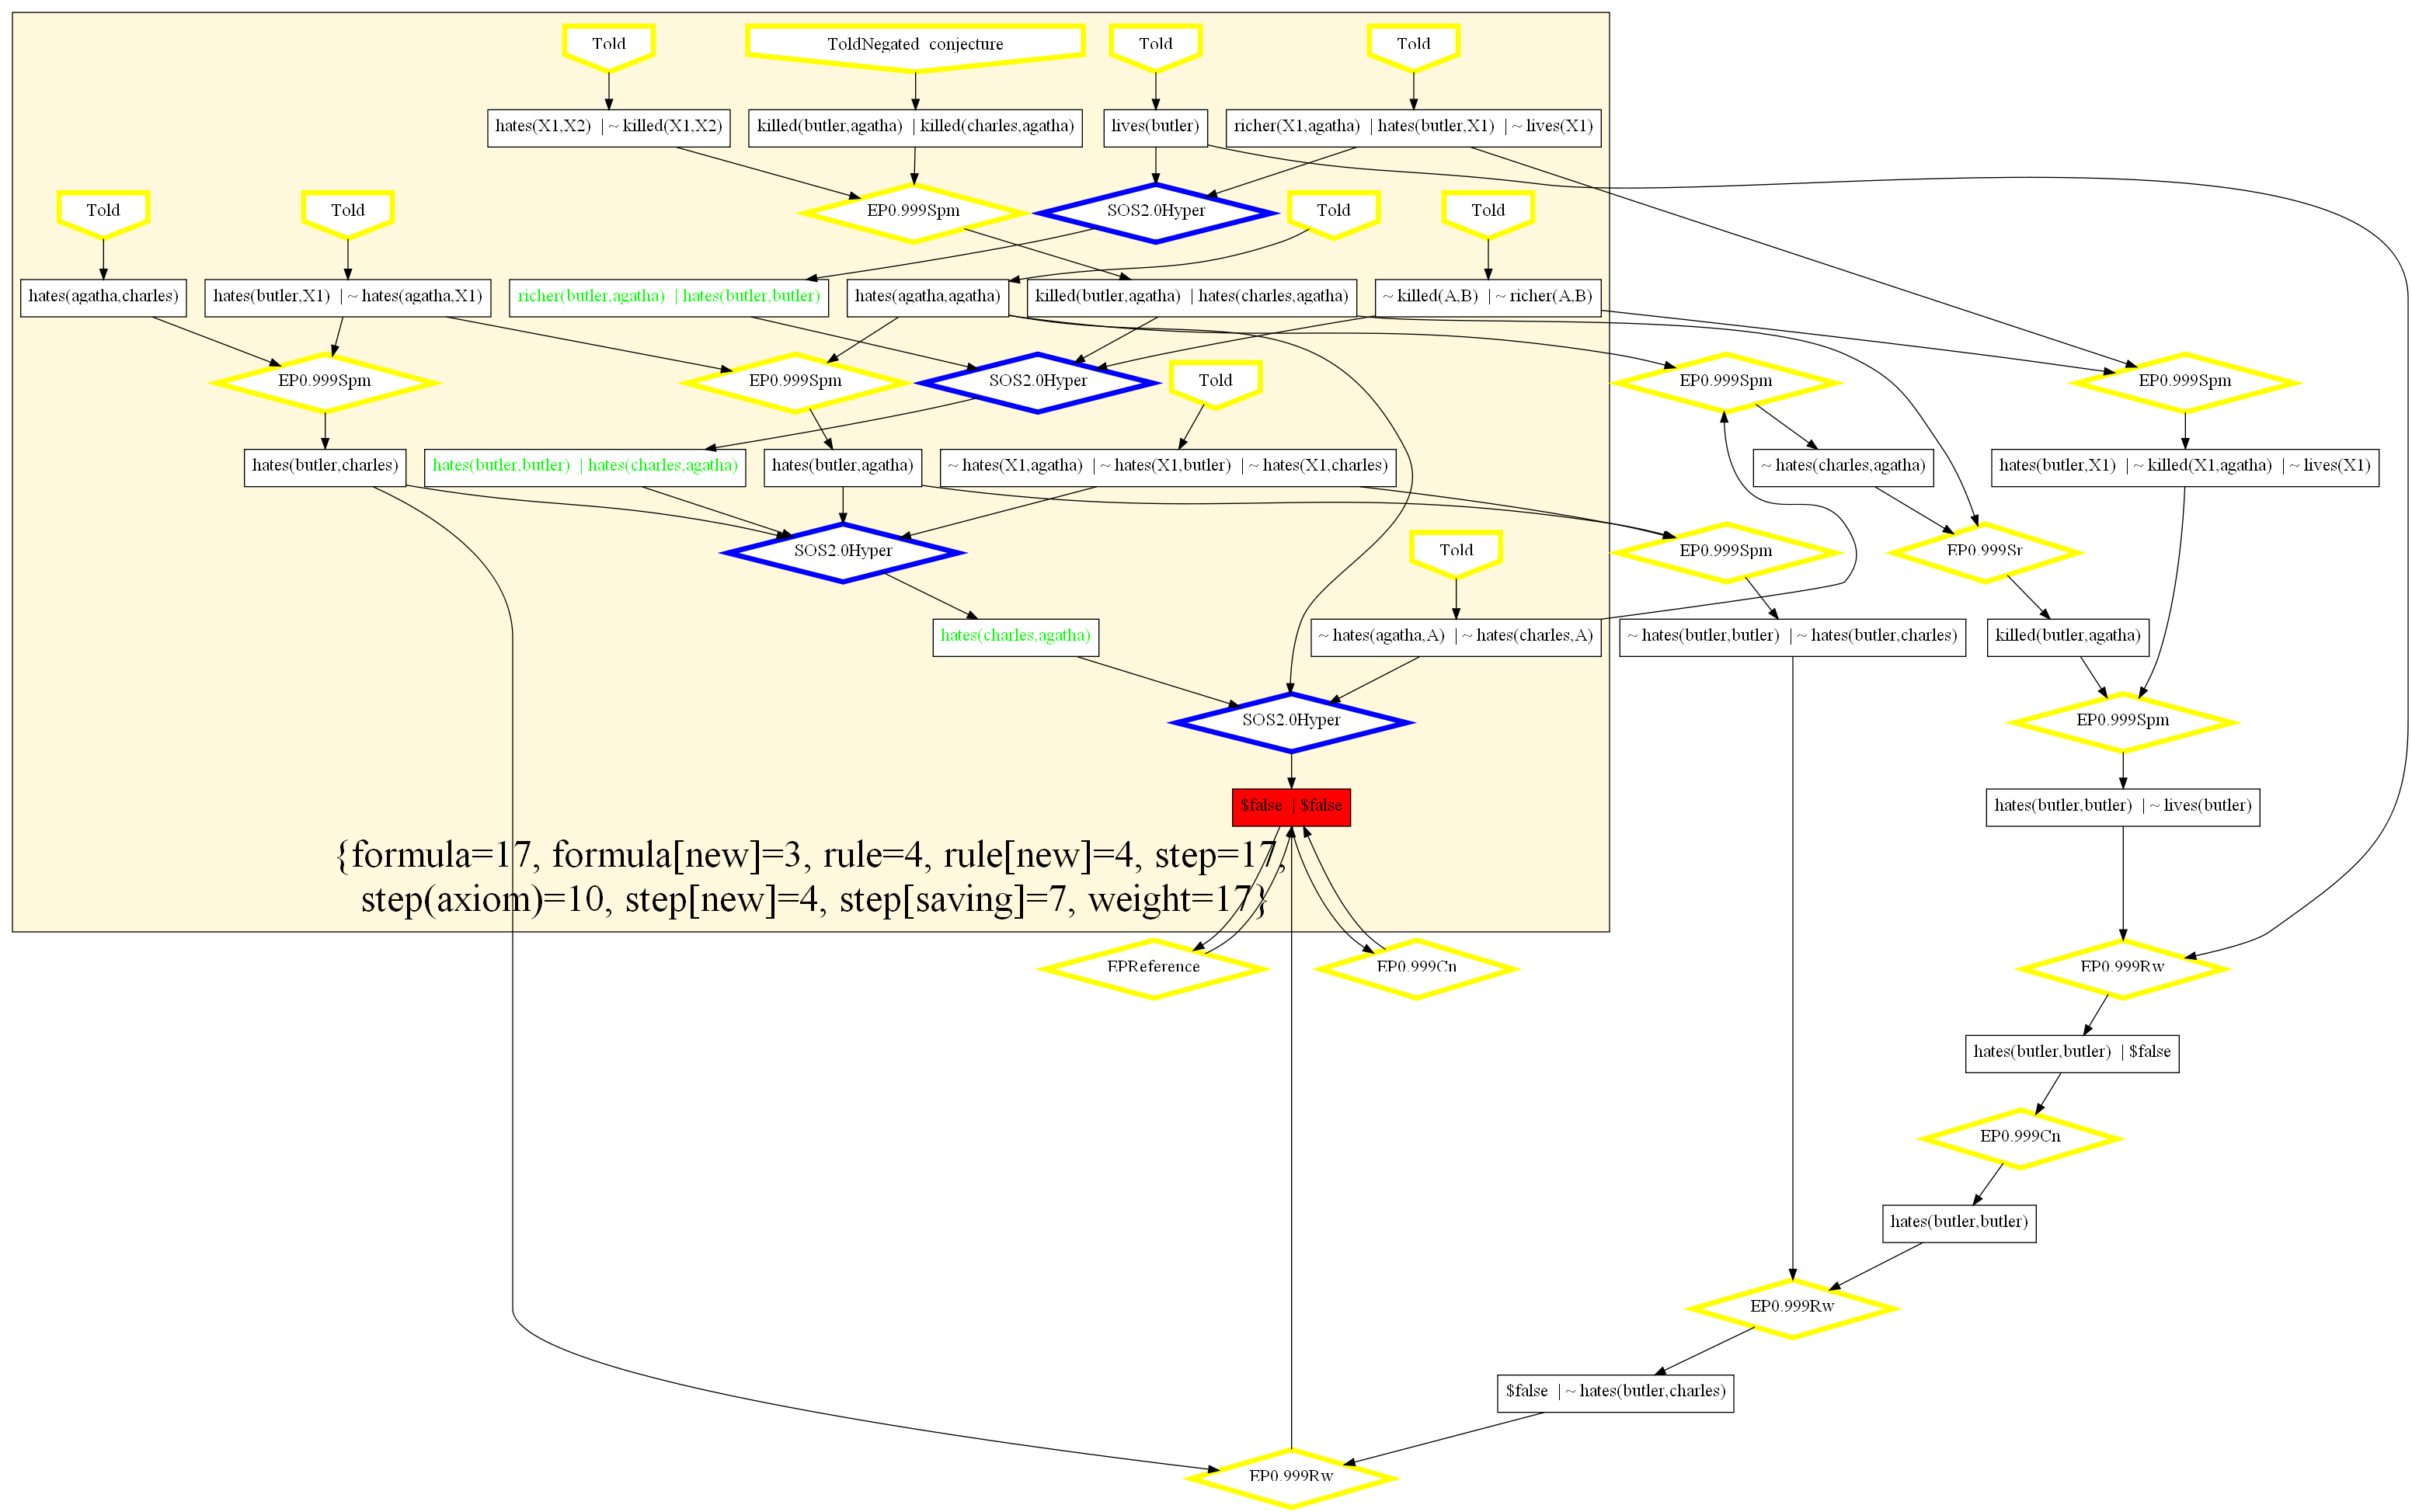 Told
ToldNegated_conjecture
Told
Told
hates(X1,X2) | ~ killed(X1,X2)
killed(butler,agatha) | killed(charles,agatha)
lives(butler)
richer(X1,agatha) | hates(butler,X1) | ~ lives(X1)
Told
Told
EP0.999Spm
SOS2.0Hyper
Told
Told
hates(agatha,charles)
hates(butler,X1) | ~ hates(agatha,X1)
richer(butler,agatha) | hates(butler,butler)
hates(agatha,agatha)
killed(butler,agatha) | hates(charles,agatha)
~ killed(A,B) | ~ richer(A,B)
EP0.999Spm
EP0.999Spm
SOS2.0Hyper
Told
EP0.999Spm
EP0.999Spm
hates(butler,charles)
hates(butler,butler) | hates(charles,agatha)
hates(butler,agatha)
~ hates(X1,agatha) | ~ hates(X1,butler) | ~ hates(X1,charles)
~ hates(charles,agatha)
hates(butler,X1) | ~ killed(X1,agatha) | ~ lives(X1)
SOS2.0Hyper
Told
EP0.999Spm
EP0.999Sr
hates(charles,agatha)
~ hates(agatha,A) | ~ hates(charles,A)
~ hates(butler,butler) | ~ hates(butler,charles)
killed(butler,agatha)
SOS2.0Hyper
EP0.999Spm
$false | $false
hates(butler,butler) | ~ lives(butler)
{formula=17, formula[new]=3, rule=4, rule[new]=4, step=17,
step(axiom)=10, step[new]=4, step[saving]=7, weight=17}
EPReference
EP0.999Cn
EP0.999Rw
hates(butler,butler) | $false
EP0.999Cn
hates(butler,butler)
EP0.999Rw
$false | ~ hates(butler,charles)
EP0.999Rw